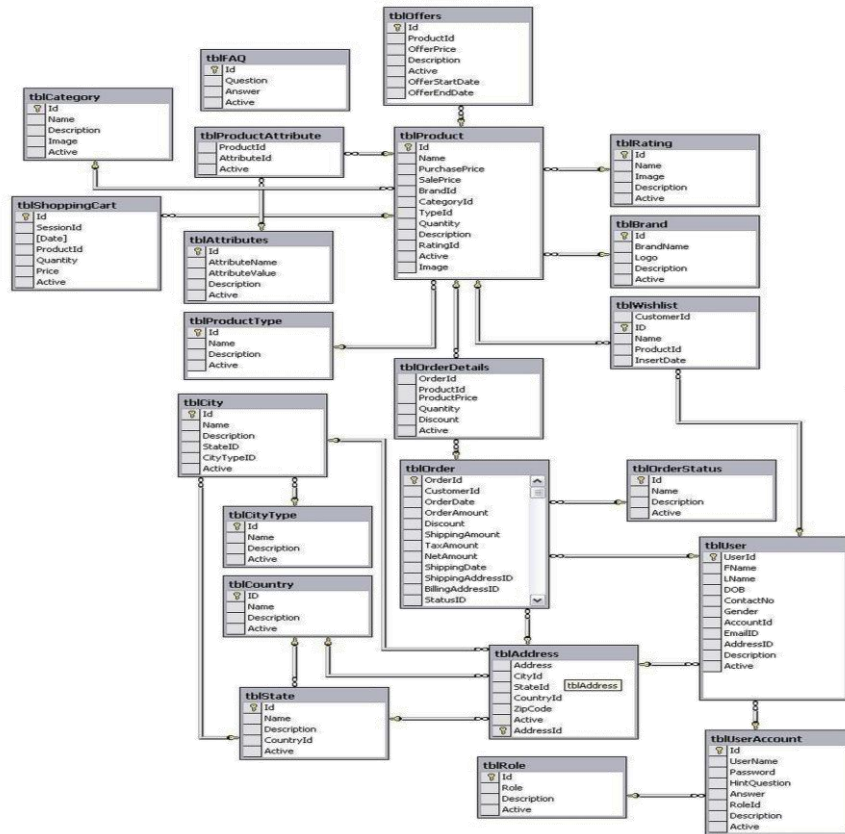 tblOffers
Id
ProductId
OfferPrice
Description
Active
OfferStartDate
OfferEndDate
tblFAQ
Id
Question
Answer
Active
tblCategory
Id
Name
Description
Image
Active
tblProductAttribute
ProductId
AttributeId
Active
tblProduct
Id
Name
PurchasePrice
SalePrice
BrandId
CategoryId
TypeId
Quantity
Description
RatingId
Active
Image
tblRating
Id
Name
Image
Description
Active
tblShoppingCart
Id
SessionId
[Date]
ProductId
Quantity
Price
Active
tblAttributes
Id
AttributeName
AttributeValue
Description
Active
tblBrand
Id
BrandName
Logo
Description
Active
tblProductType
Id
Name
Description
Active
tblWishlist
CustomerId
ID
Name
ProductId
InsertDate
tblOrderDetails
OrderId
ProductId
ProductPrice
Quantity
Discount
Active
tblCity
Id
Name
Description
StateID
CityTypeID
Active
tblOrder
OrderId
CustomerId
OrderDate
OrderAmount
Discount
ShippingAmount
TaxAmount
NetAmount
ShippingDate
ShippingAddressID
BillingAddressID
StatusID
tblOrderStatus
Id
Name
Description
Active
tblCityType
Id
Name
Description
Active
tblUser
UserId
FName
LName
DOB
ContactNo
Gender
AccountId
EmailID
AddressID
Description
Active
tblCountry
ID
Name
Description
Active
tblAddress
Address
CityId
StateId
CountryId
ZipCode
Active
AddressId
tblAddress
tblState
Id
Name
Description
CountryId
Active
tblUserAccount
Id
UserName
Password
HintQuestion
Answer
RoleId
Description
Active
tblRole
Id
Role
Description
Active